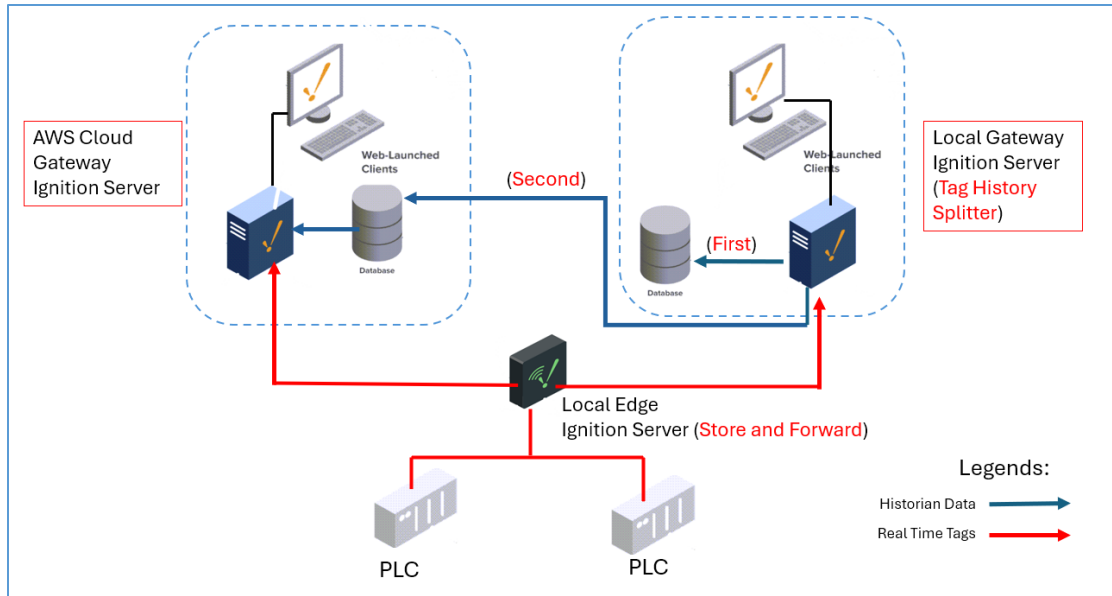 AWS Cloud
Gateway
Ignition Server
Web-Launched
Clients
Database
(Second)
Web-Launched
Clients
(First)
Database
Local Gateway
Ignition Server
(Tag History
Splitter)
Local Edge
Ignition Server (Store and Forward)
PLC
PLC
Legends:
Historian Data
Real Time Tags